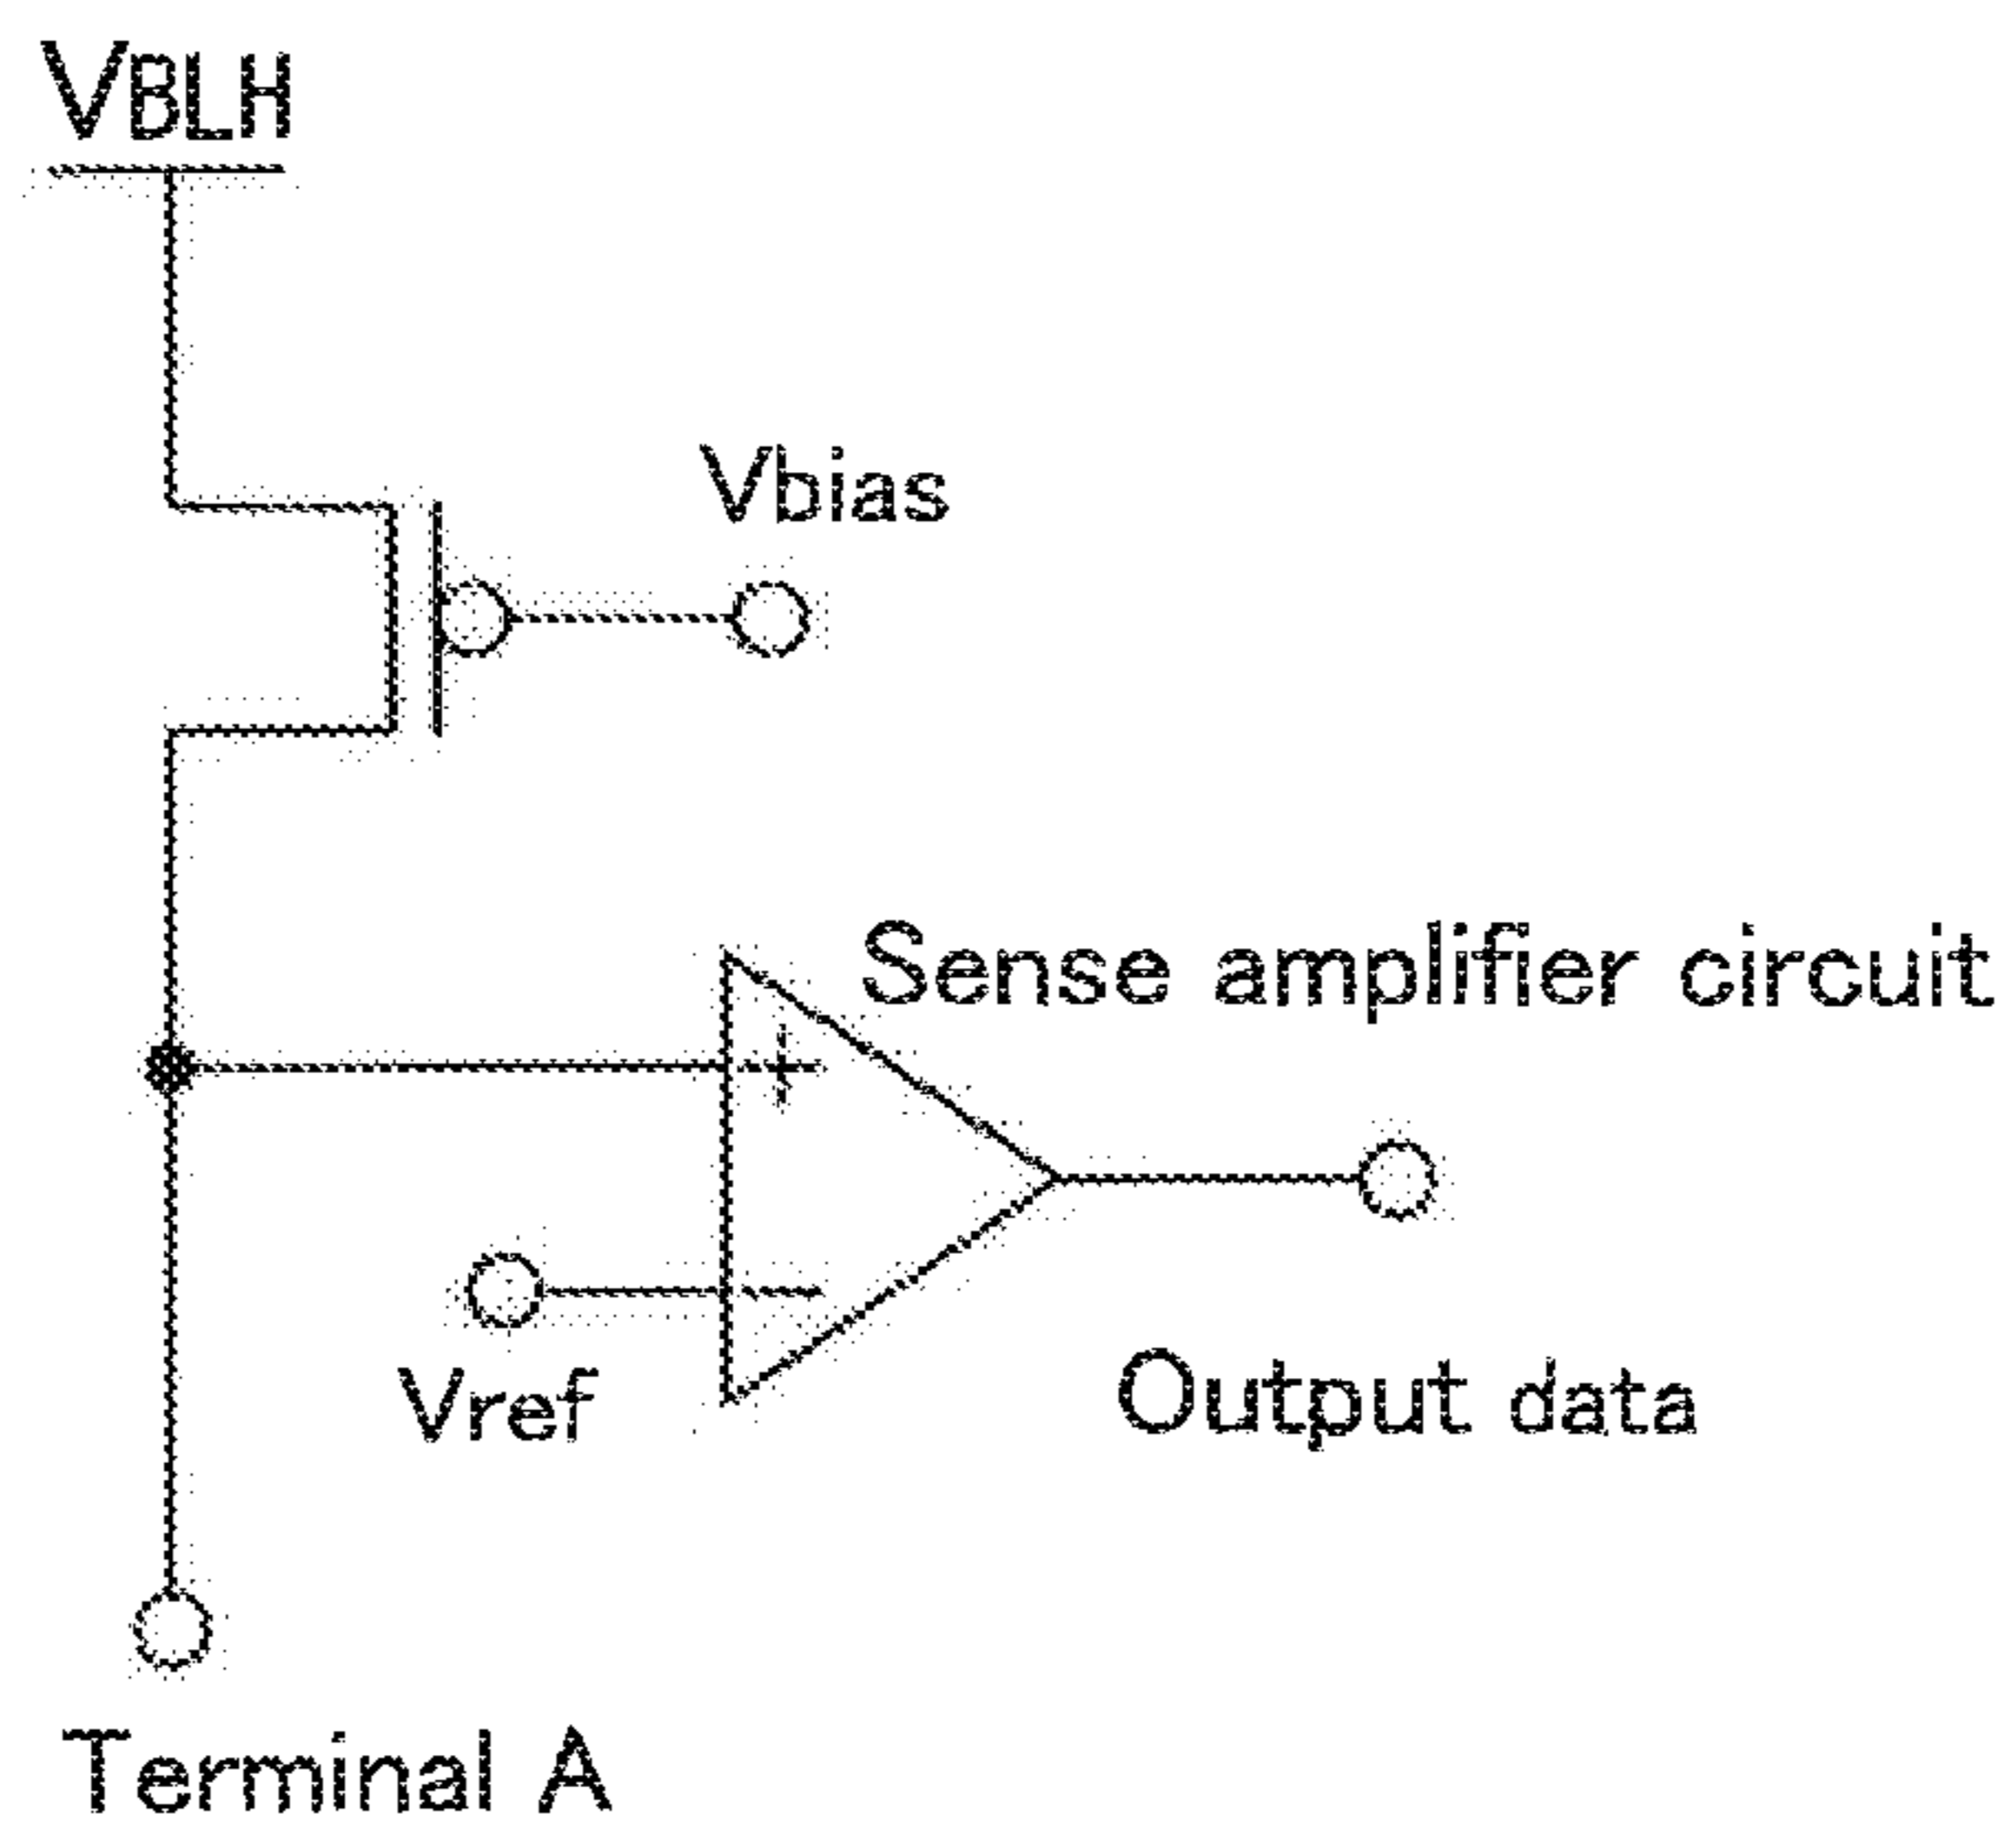 VBLH
Vbias
Sense amplifier circuit
Vref
Output data
Terminal A